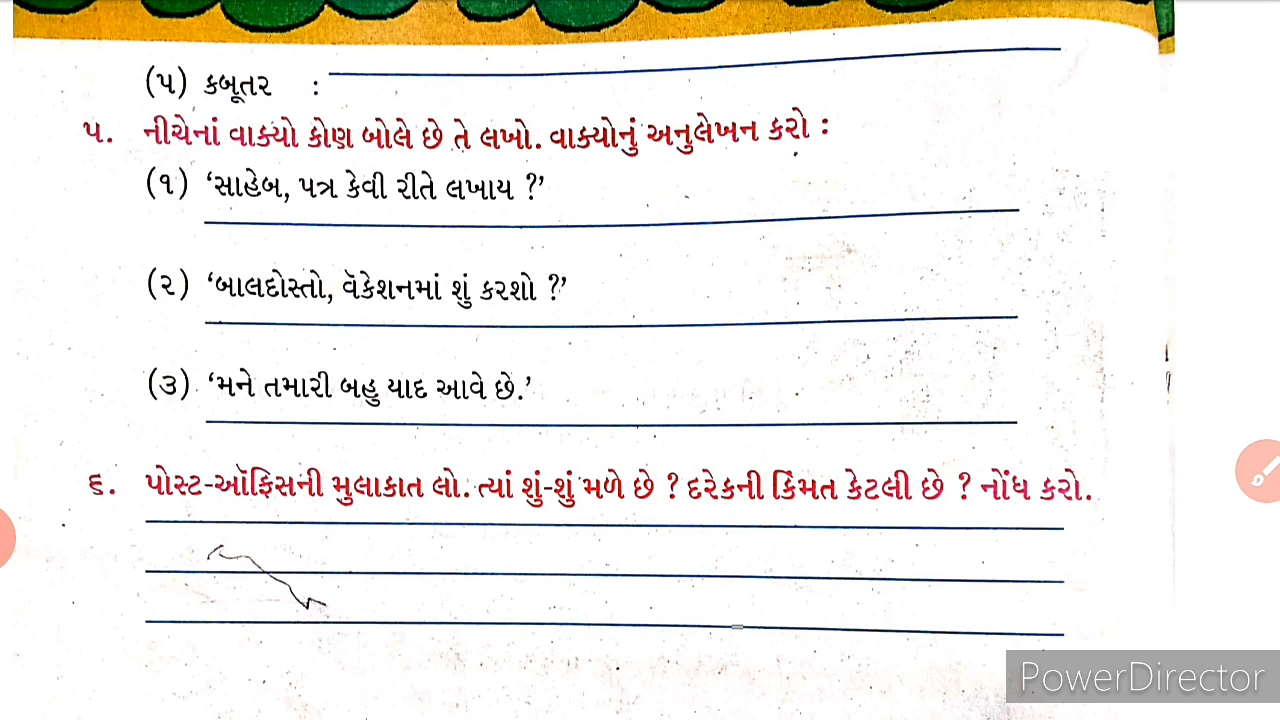 (૫) કબૂતર :
૫. નીચેનાં વાક્યો કોણ બોલે છે તે લખો. વાક્યોનું અનુલેખન કરો :
(૧) ‘સાહેબ, પત્ર કેવી રીતે લખાય ?’
(૨) ‘બાલદોસ્તો, વૅકેશનમાં શું કરશો ?’
(૩) ‘મને તમારી બહુ યાદ આવે છે.’
૬. પોસ્ટ-ઑફિસની મુલાકાત લો. ત્યાં શું-શું મળે છે ? દરેકની કિંમત કેટલી છે ? નોંધ કરો.
PowerDirector